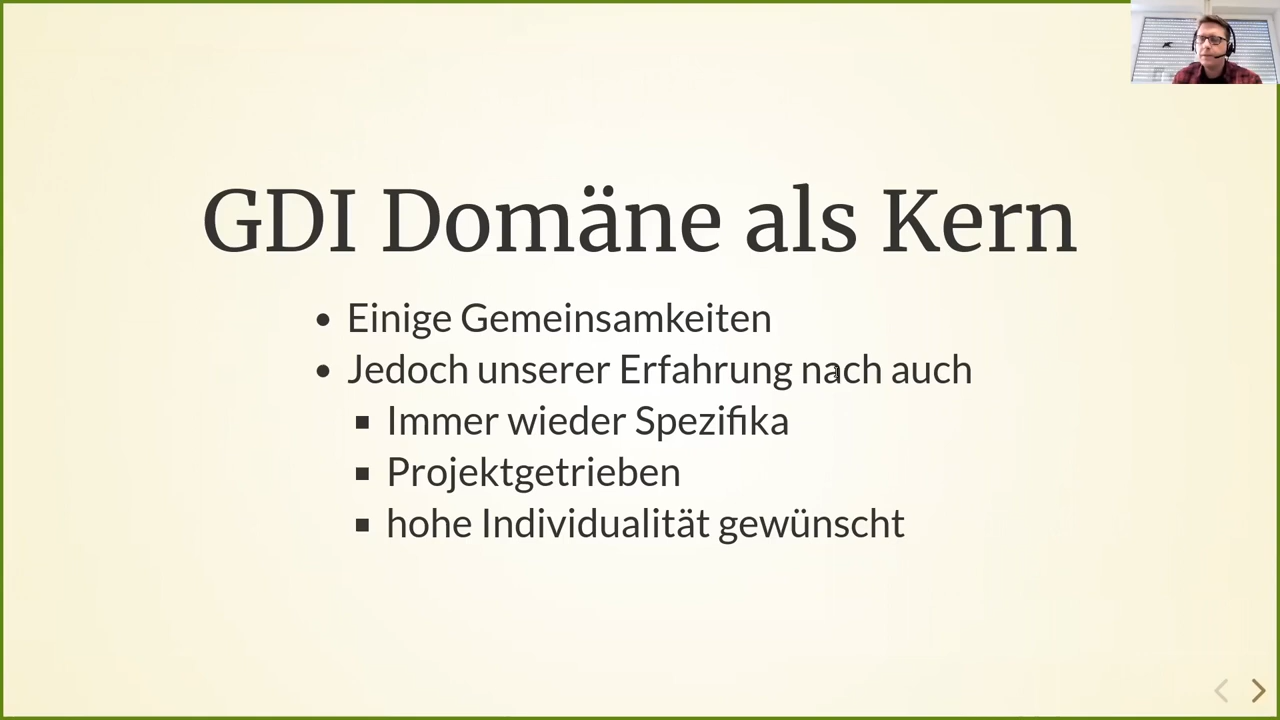 GDI Domäne als Kern
Einige Gemeinsamkeiten
Jedoch unserer Erfahrung nach auch
Immer wieder Spezifika
Projektgetrieben
hohe Individualität gewünscht